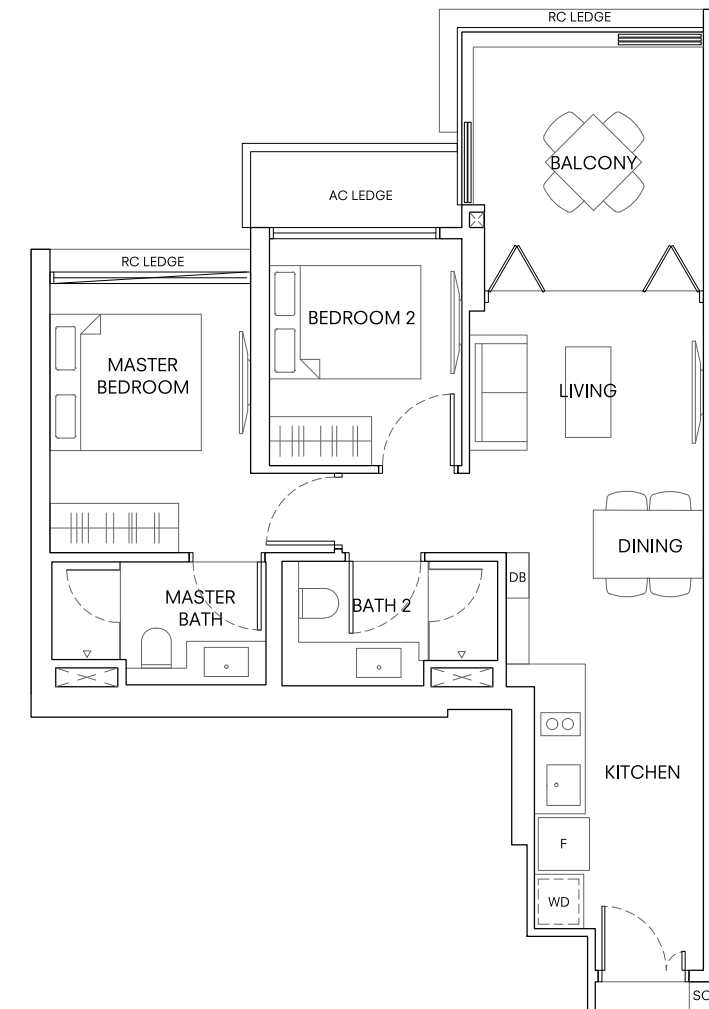 RC LEDGE
BALCONY
AC LEDGE
RC LEDGE
BEDROOM 2
MASTER
BEDROOM
LIVING
DINING
DB
MASTER
BATH
BATH 2
KITCHEN
F
WD